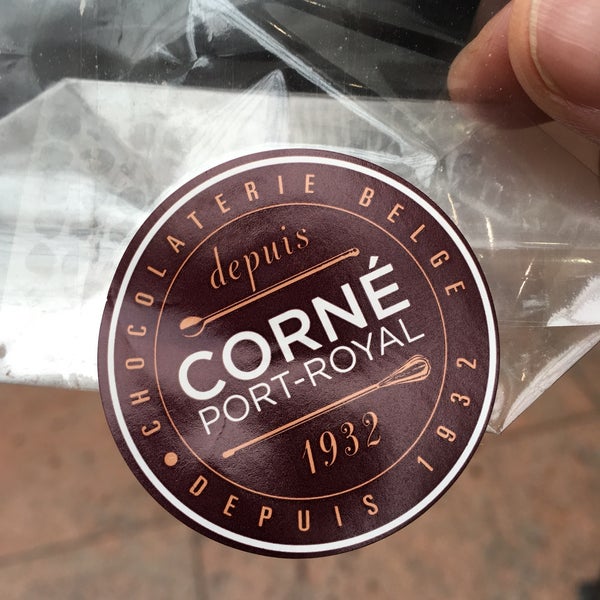 CHOCOLATERIE BELGE
depuis
CORNÉ
PORT-ROYAL
1932
DEPUIS 1932